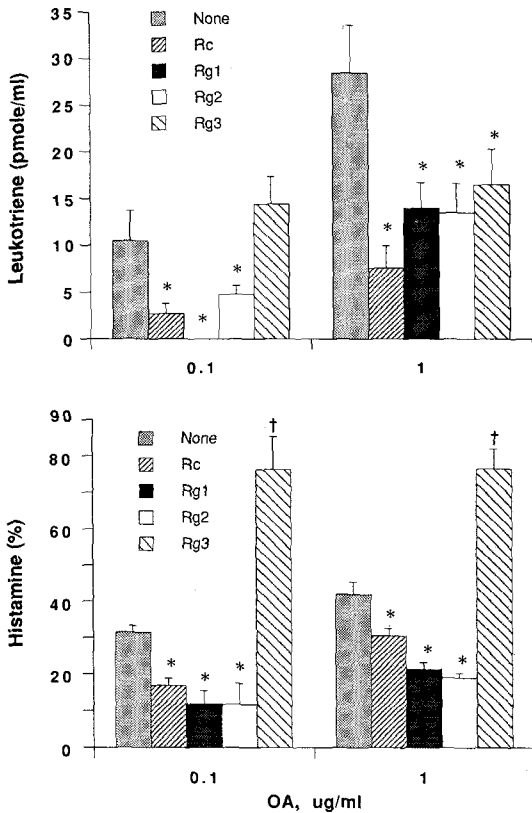 35
30
25
20
15
10
5
0
Leukotriene (pmole/ml)
None
Rc
Rg1
Rg2
Rg3
*
*
*
*
*
*
*
0.1
1
90
80
60
40
20
0
Histamine (%)
None
Rc
Rg1
Rg2
Rg3
†
†
*
*
*
*
*
*
0.1
1
OA, ug/ml